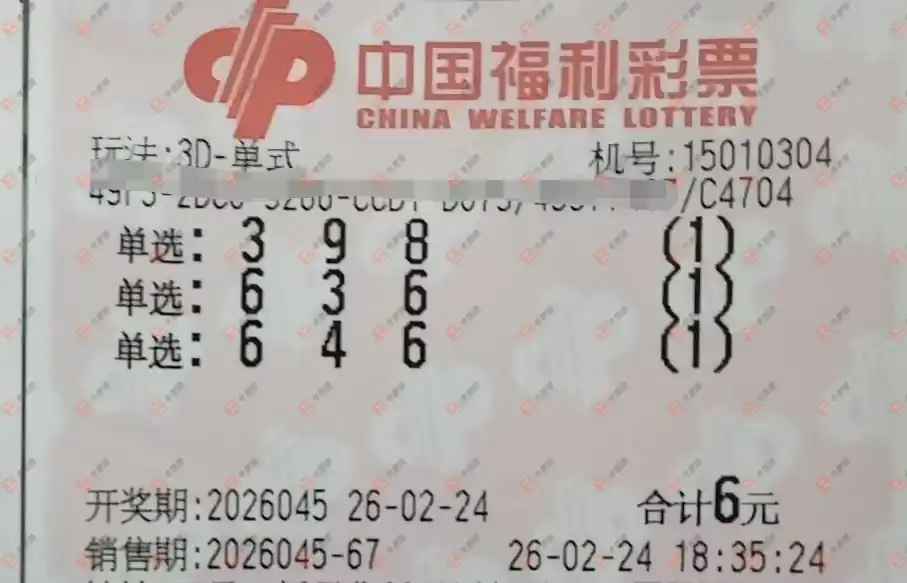 中国福利彩票
CHINA WELFARE LOTTERY
玩法:3D-单式 机号:15010304
/C4704
单选: 3 9 8 (1)
单选: 6 3 6 (1)
单选: 6 4 6 (1)
开奖期:2026045 26-02-24 合计6元
销售期:2026045-67 26-02-24 18:35:24